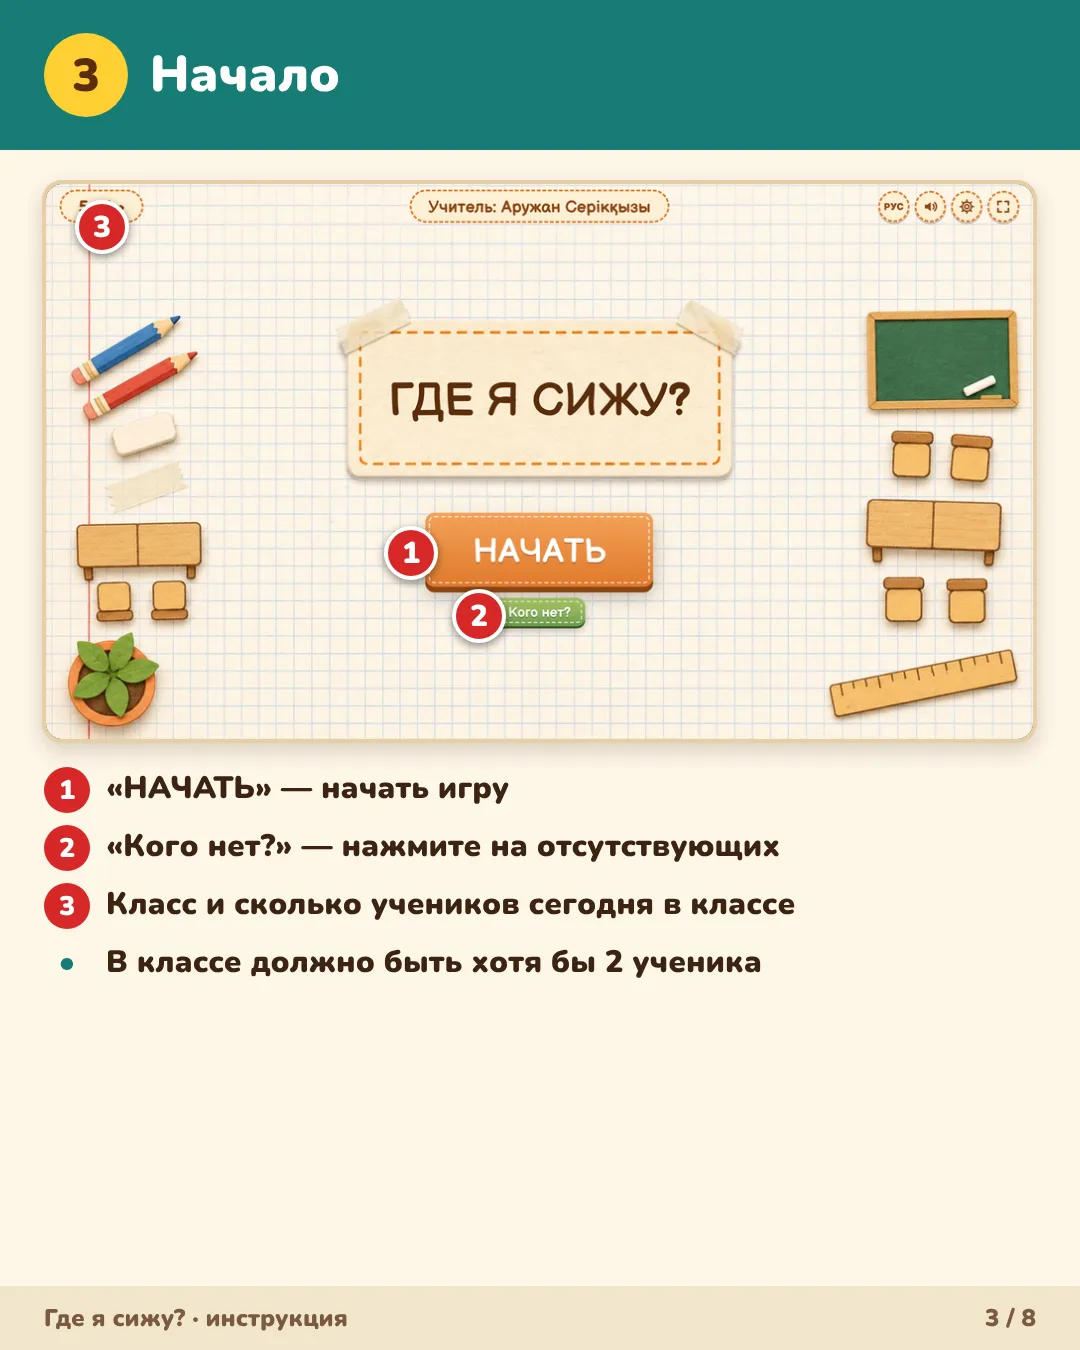 3 Начало
3
Учитель: Аружан Серікқызы
РУС
ГДЕ Я СИЖУ?
1 НАЧАТЬ
2 Кого нет?
1 «НАЧАТЬ» — начать игру
2 «Кого нет?» — нажмите на отсутствующих
3 Класс и сколько учеников сегодня в классе
• В классе должно быть хотя бы 2 ученика
Где я сижу? · инструкция
3 / 8